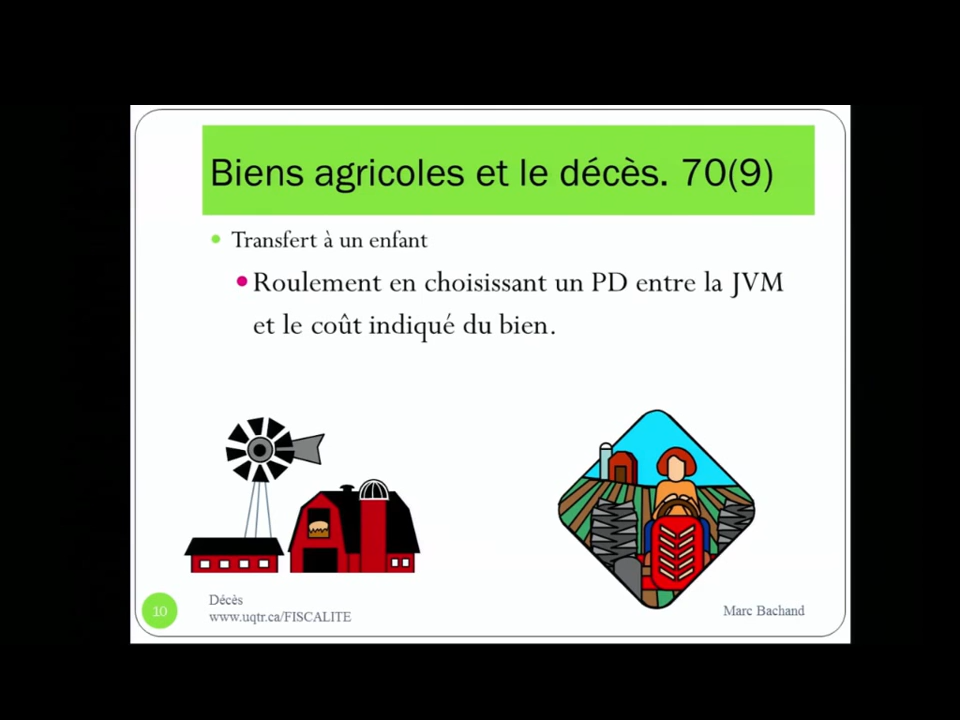 Biens agricoles et le décès. 70(9)
Transfert à un enfant
Roulement en choisissant un PD entre la JVM
et le coût indiqué du bien.
10
Décès
www.uqtr.ca/FISCALITE
Marc Bachand